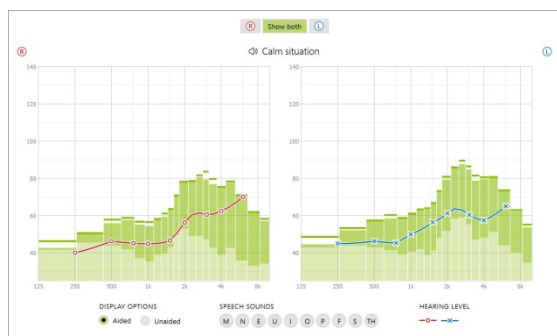 R Show both L
R Calm situation L
140 140
120 120
100 100
80 80
60 60
40 40
125 250 500 1k 2k 4k 8k 125 250 500 1k 2k 4k 8k
DISPLAY OPTIONS SPEECH SOUNDS HEARING LEVEL
Aided Unaided M N E U I O P F S TH